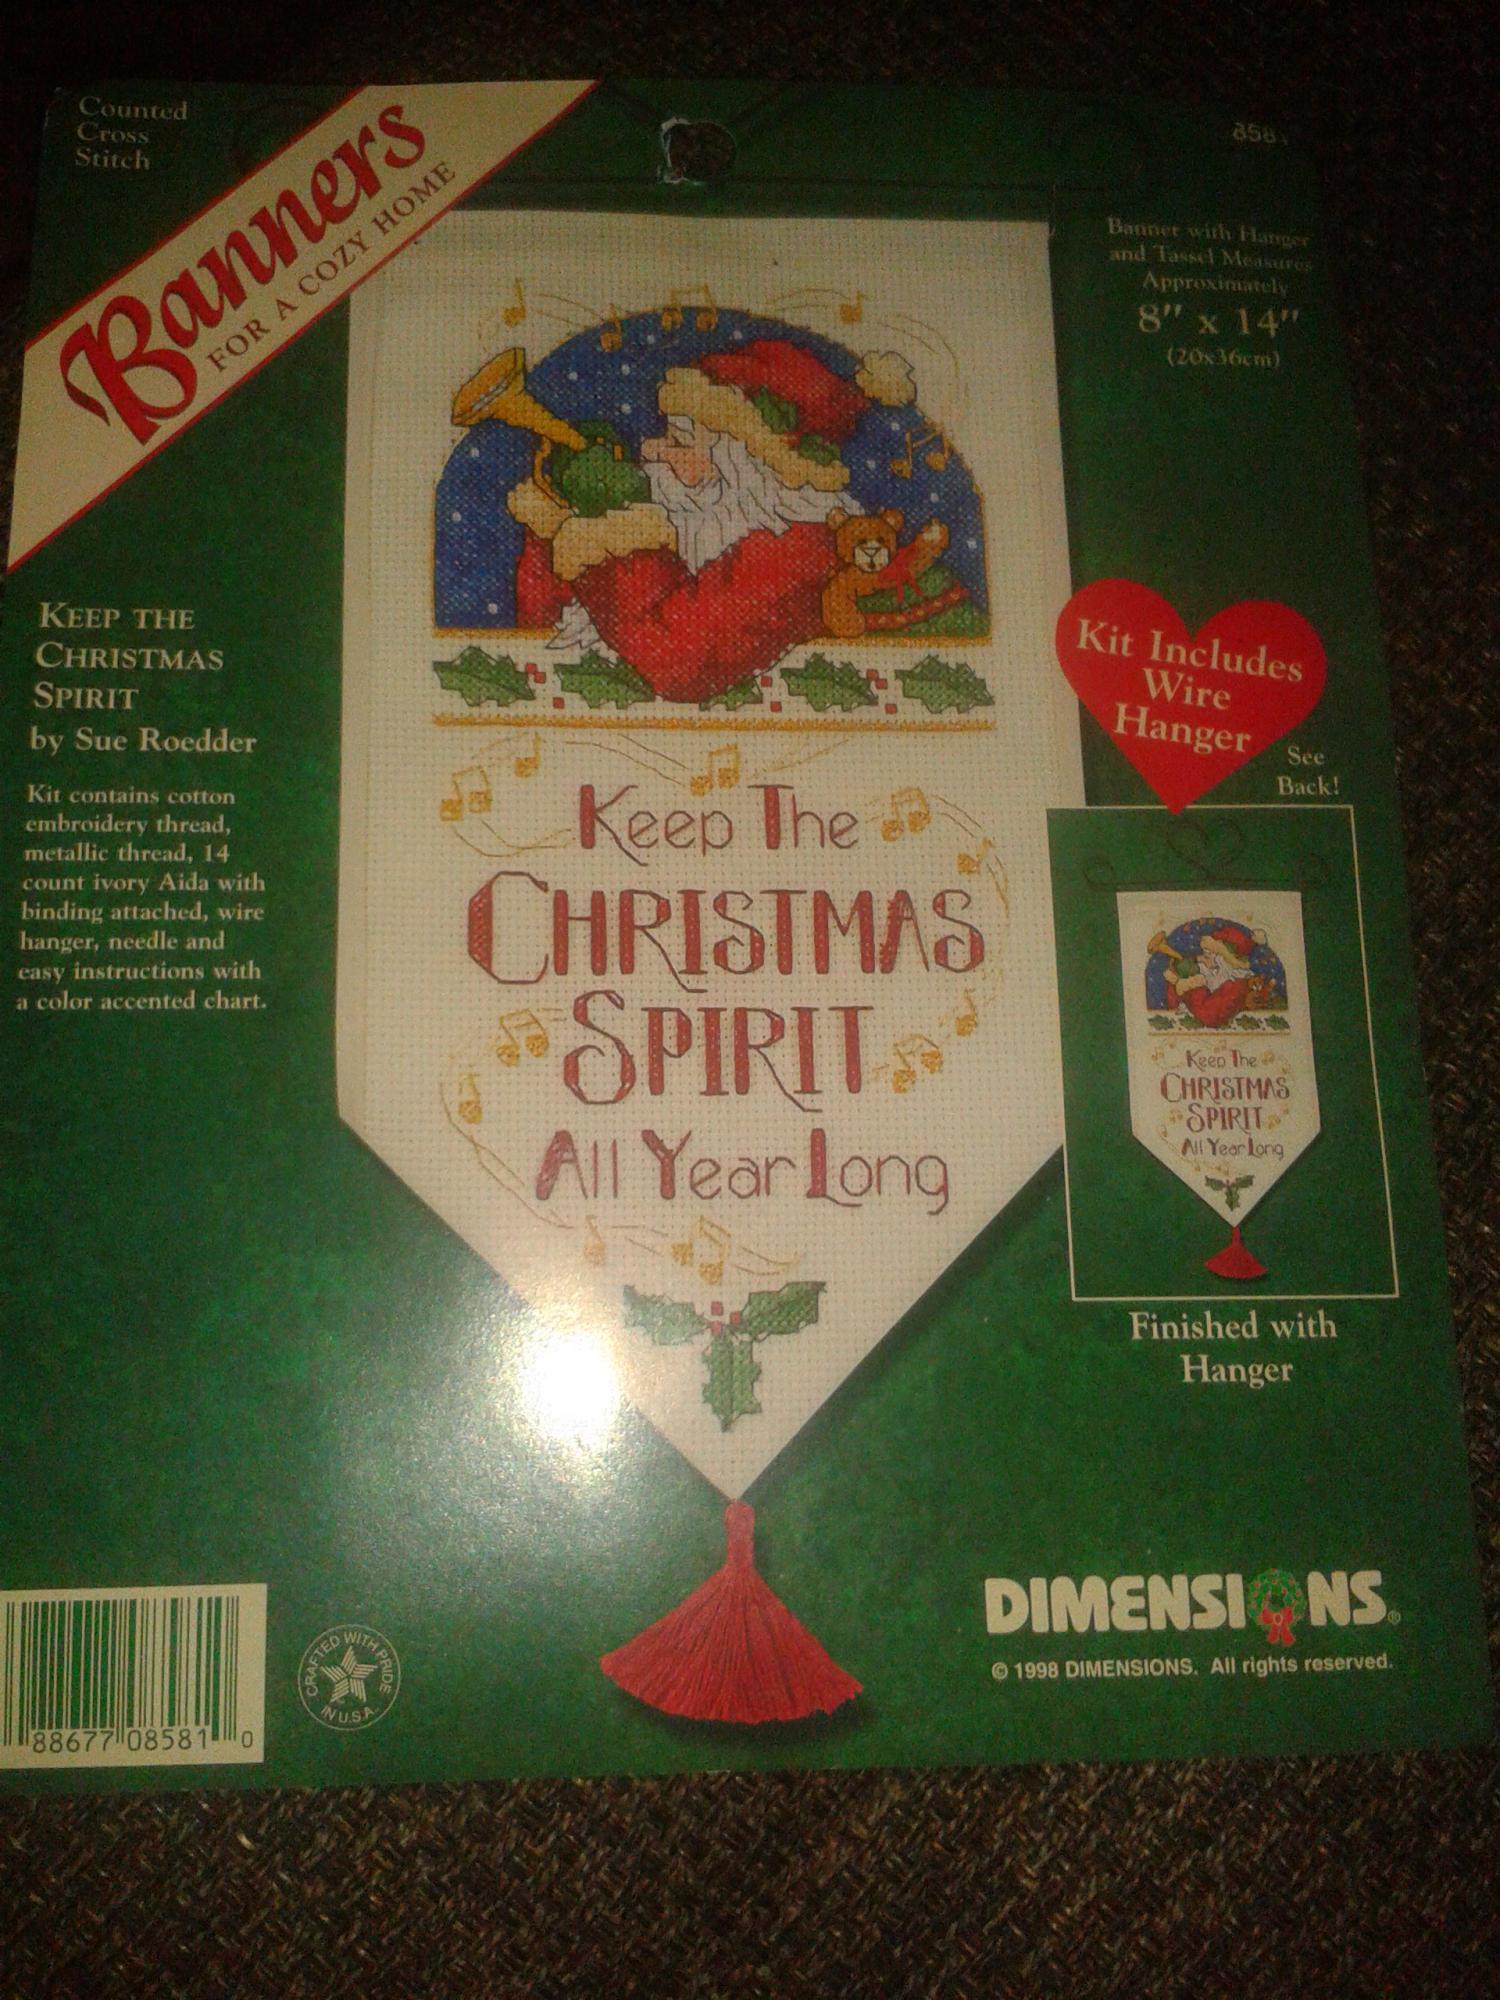 Counted
Cross
Stitch
Banners
FOR A COZY HOME
Banner with Hanger
and Tassel Measures
Approximately
8" x 14"
(20x36cm)
KEEP THE
CHRISTMAS
SPIRIT
by Sue Roedder
Kit contains cotton
embroidery thread,
metallic thread, 14
count ivory Aida with
binding attached, wire
hanger, needle and
easy instructions with
a color accented chart.
Keep The
CHRISTMAS
SPIRIT
All Year Long
Kit Includes
Wire
Hanger
See
Back!
Keep The
CHRISTMAS
SPIRIT
All Year Long
Finished with
Hanger
DIMENSIONS®
© 1998 DIMENSIONS. All rights reserved.
CRAFTED WITH PRIDE
IN U.S.A.
88677 08581 0